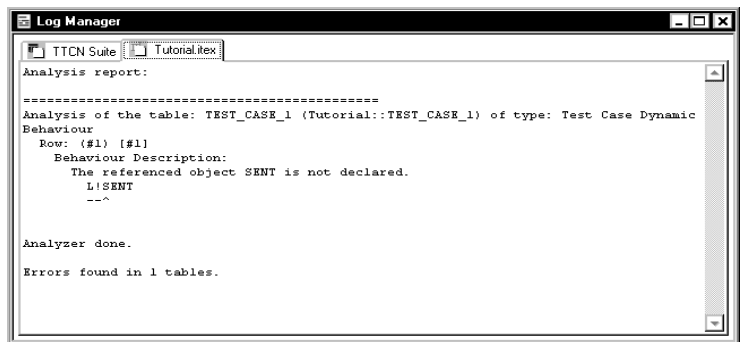 Log Manager
TTCN Suite Tutorial.itex
Analysis report:
=============================================
Analysis of the table: TEST_CASE_1 (Tutorial::TEST_CASE_1) of type: Test Case Dynamic
Behaviour
Row: (#1) [#1]
Behaviour Description:
The referenced object SENT is not declared.
L!SENT
--^
Analyzer done.
Errors found in 1 tables.